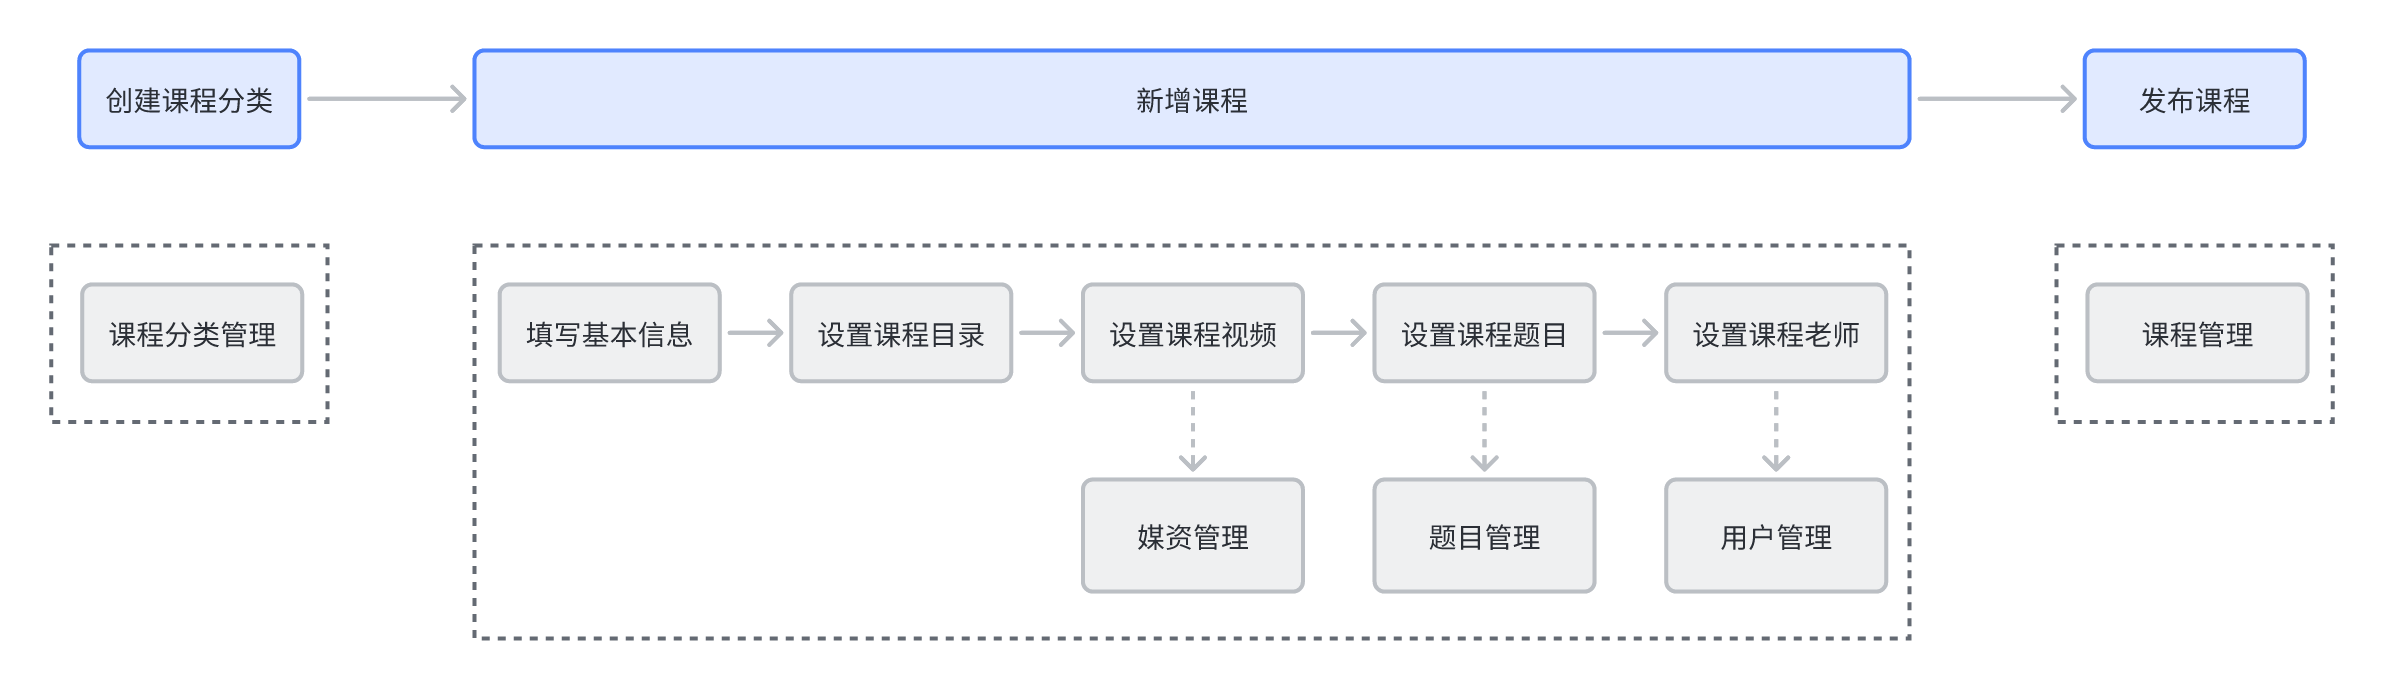 创建课程分类
新增课程
发布课程
课程分类管理
填写基本信息
设置课程目录
设置课程视频
设置课程题目
设置课程老师
课程管理
媒资管理
题目管理
用户管理